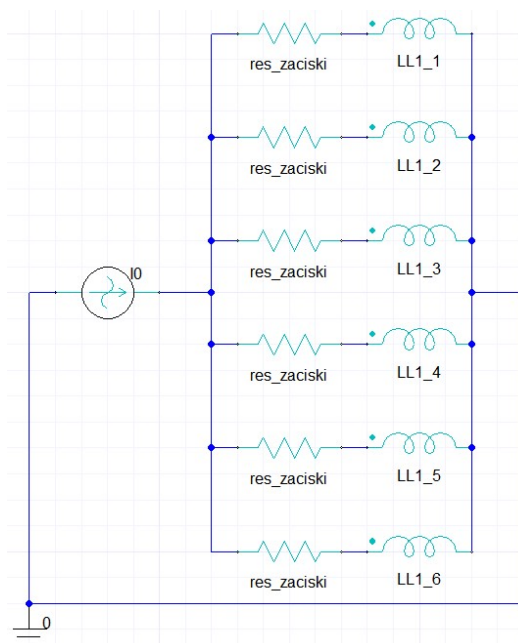 res_zaciski
LL1_1
res_zaciski
LL1_2
res_zaciski
LL1_3
I0
res_zaciski
LL1_4
res_zaciski
LL1_5
res_zaciski
LL1_6
0